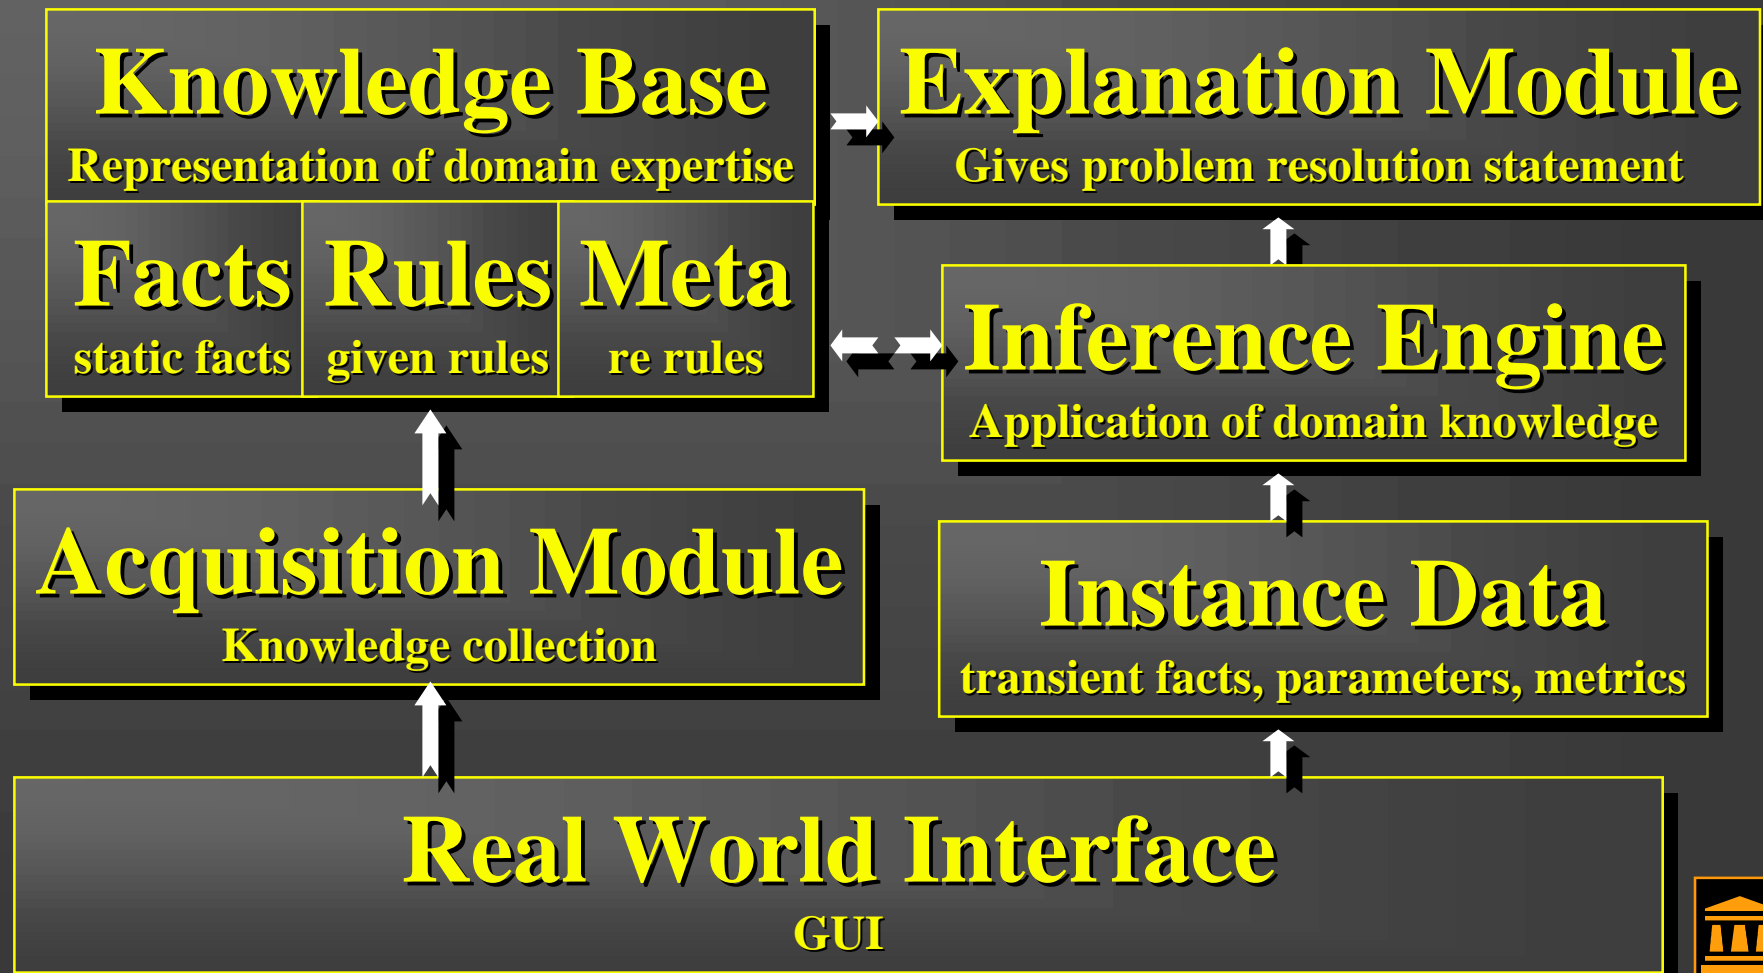 Knowledge Base
Representation of domain expertise
Facts
static facts
Rules
given rules
Meta
re rules
Explanation Module
Gives problem resolution statement
Inference Engine
Application of domain knowledge
Acquisition Module
Knowledge collection
Instance Data
transient facts, parameters, metrics
Real World Interface
GUI